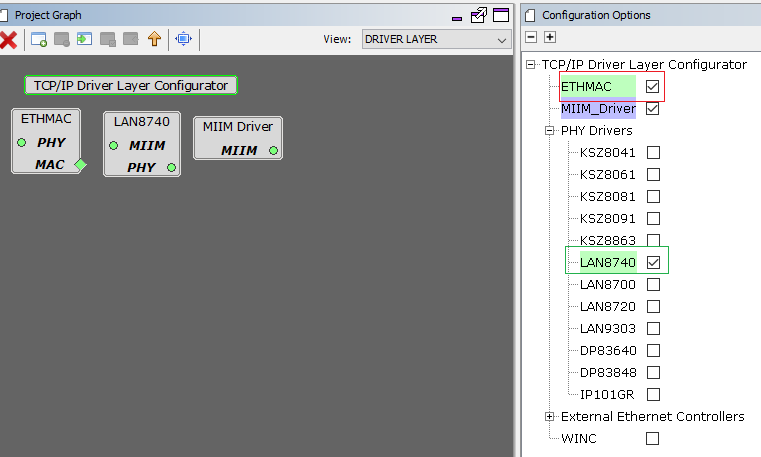 Project Graph
View: DRIVER LAYER
TCP/IP Driver Layer Configurator
ETHMAC
PHY
MAC
LAN8740
MIIM
PHY
MIIM Driver
MIIM
Configuration Options
TCP/IP Driver Layer Configurator
ETHMAC
MIIM_Driver
PHY Drivers
KSZ8041
KSZ8061
KSZ8081
KSZ8091
KSZ8863
LAN8740
LAN8700
LAN8720
LAN9303
DP83640
DP83848
IP101GR
External Ethernet Controllers
WINC